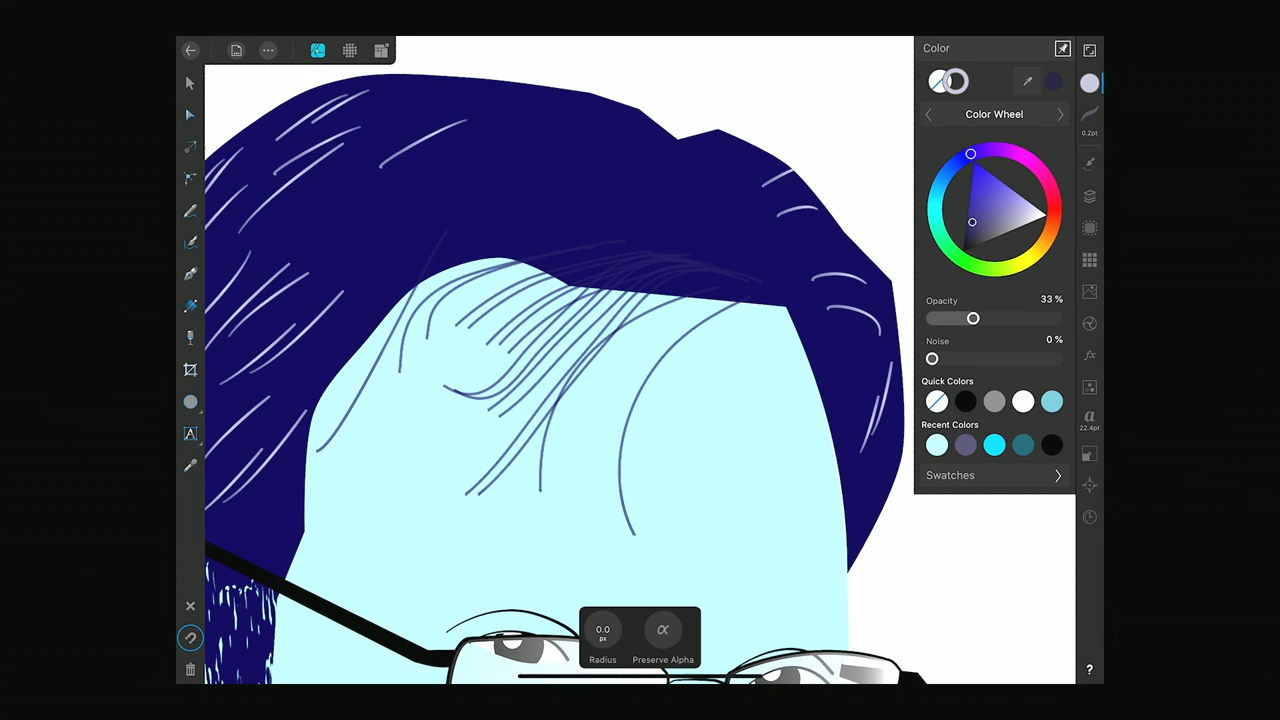 Color
Color Wheel
0.2pt
Opacity
33 %
Noise
0 %
Quick Colors
a
22.4pt
Recent Colors
Swatches
A
fx
0.0
px
α
Radius
Preserve Alpha
?